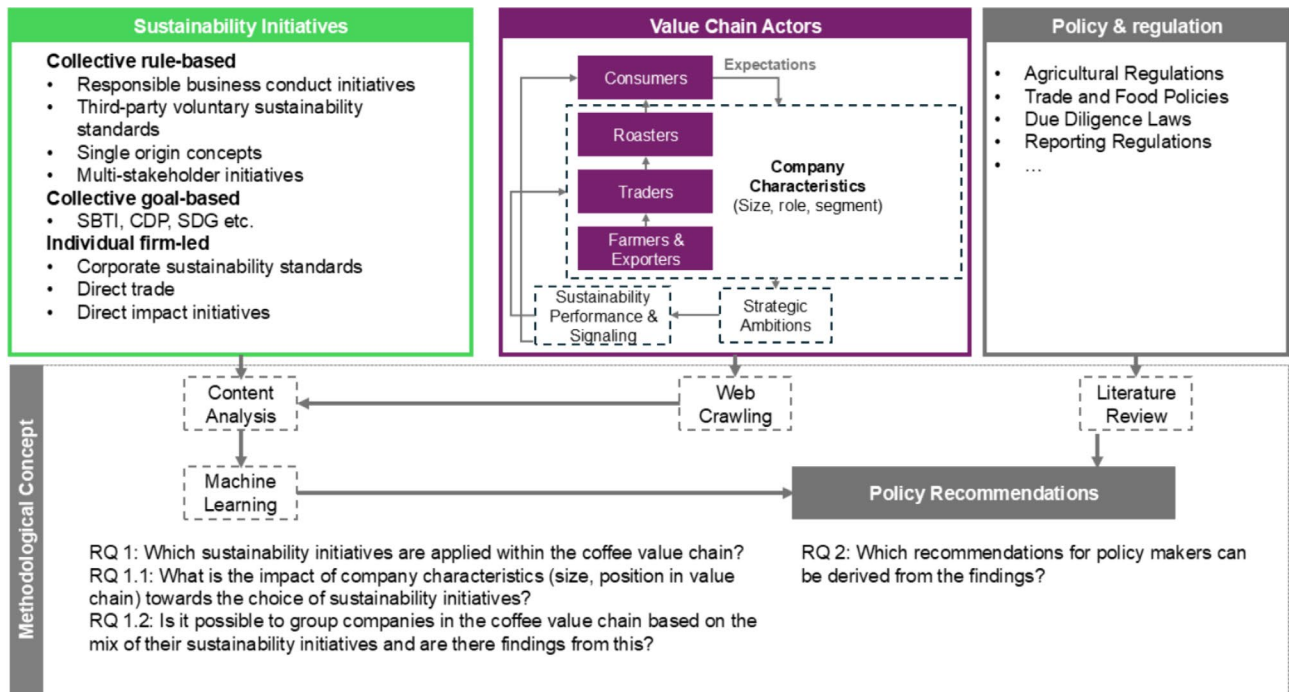 Sustainability Initiatives
Collective rule-based
• Responsible business conduct initiatives
• Third-party voluntary sustainability
standards
• Single origin concepts
• Multi-stakeholder initiatives
Collective goal-based
• SBTI, CDP, SDG etc.
Individual firm-led
• Corporate sustainability standards
• Direct trade
• Direct impact initiatives
Value Chain Actors
Consumers
Expectations
Roasters
Traders
Farmers &
Exporters
Company
Characteristics
(Size, role, segment)
Sustainability
Performance &
Signaling
Strategic
Ambitions
Policy & regulation
• Agricultural Regulations
• Trade and Food Policies
• Due Diligence Laws
• Reporting Regulations
• …
Methodological Concept
Content
Analysis
Web
Crawling
Literature
Review
Machine
Learning
Policy Recommendations
RQ 1: Which sustainability initiatives are applied within the coffee value chain?
RQ 1.1: What is the impact of company characteristics (size, position in value
chain) towards the choice of sustainability initiatives?
RQ 1.2: Is it possible to group companies in the coffee value chain based on the
mix of their sustainability initiatives and are there findings from this?
RQ 2: Which recommendations for policy makers can
be derived from the findings?